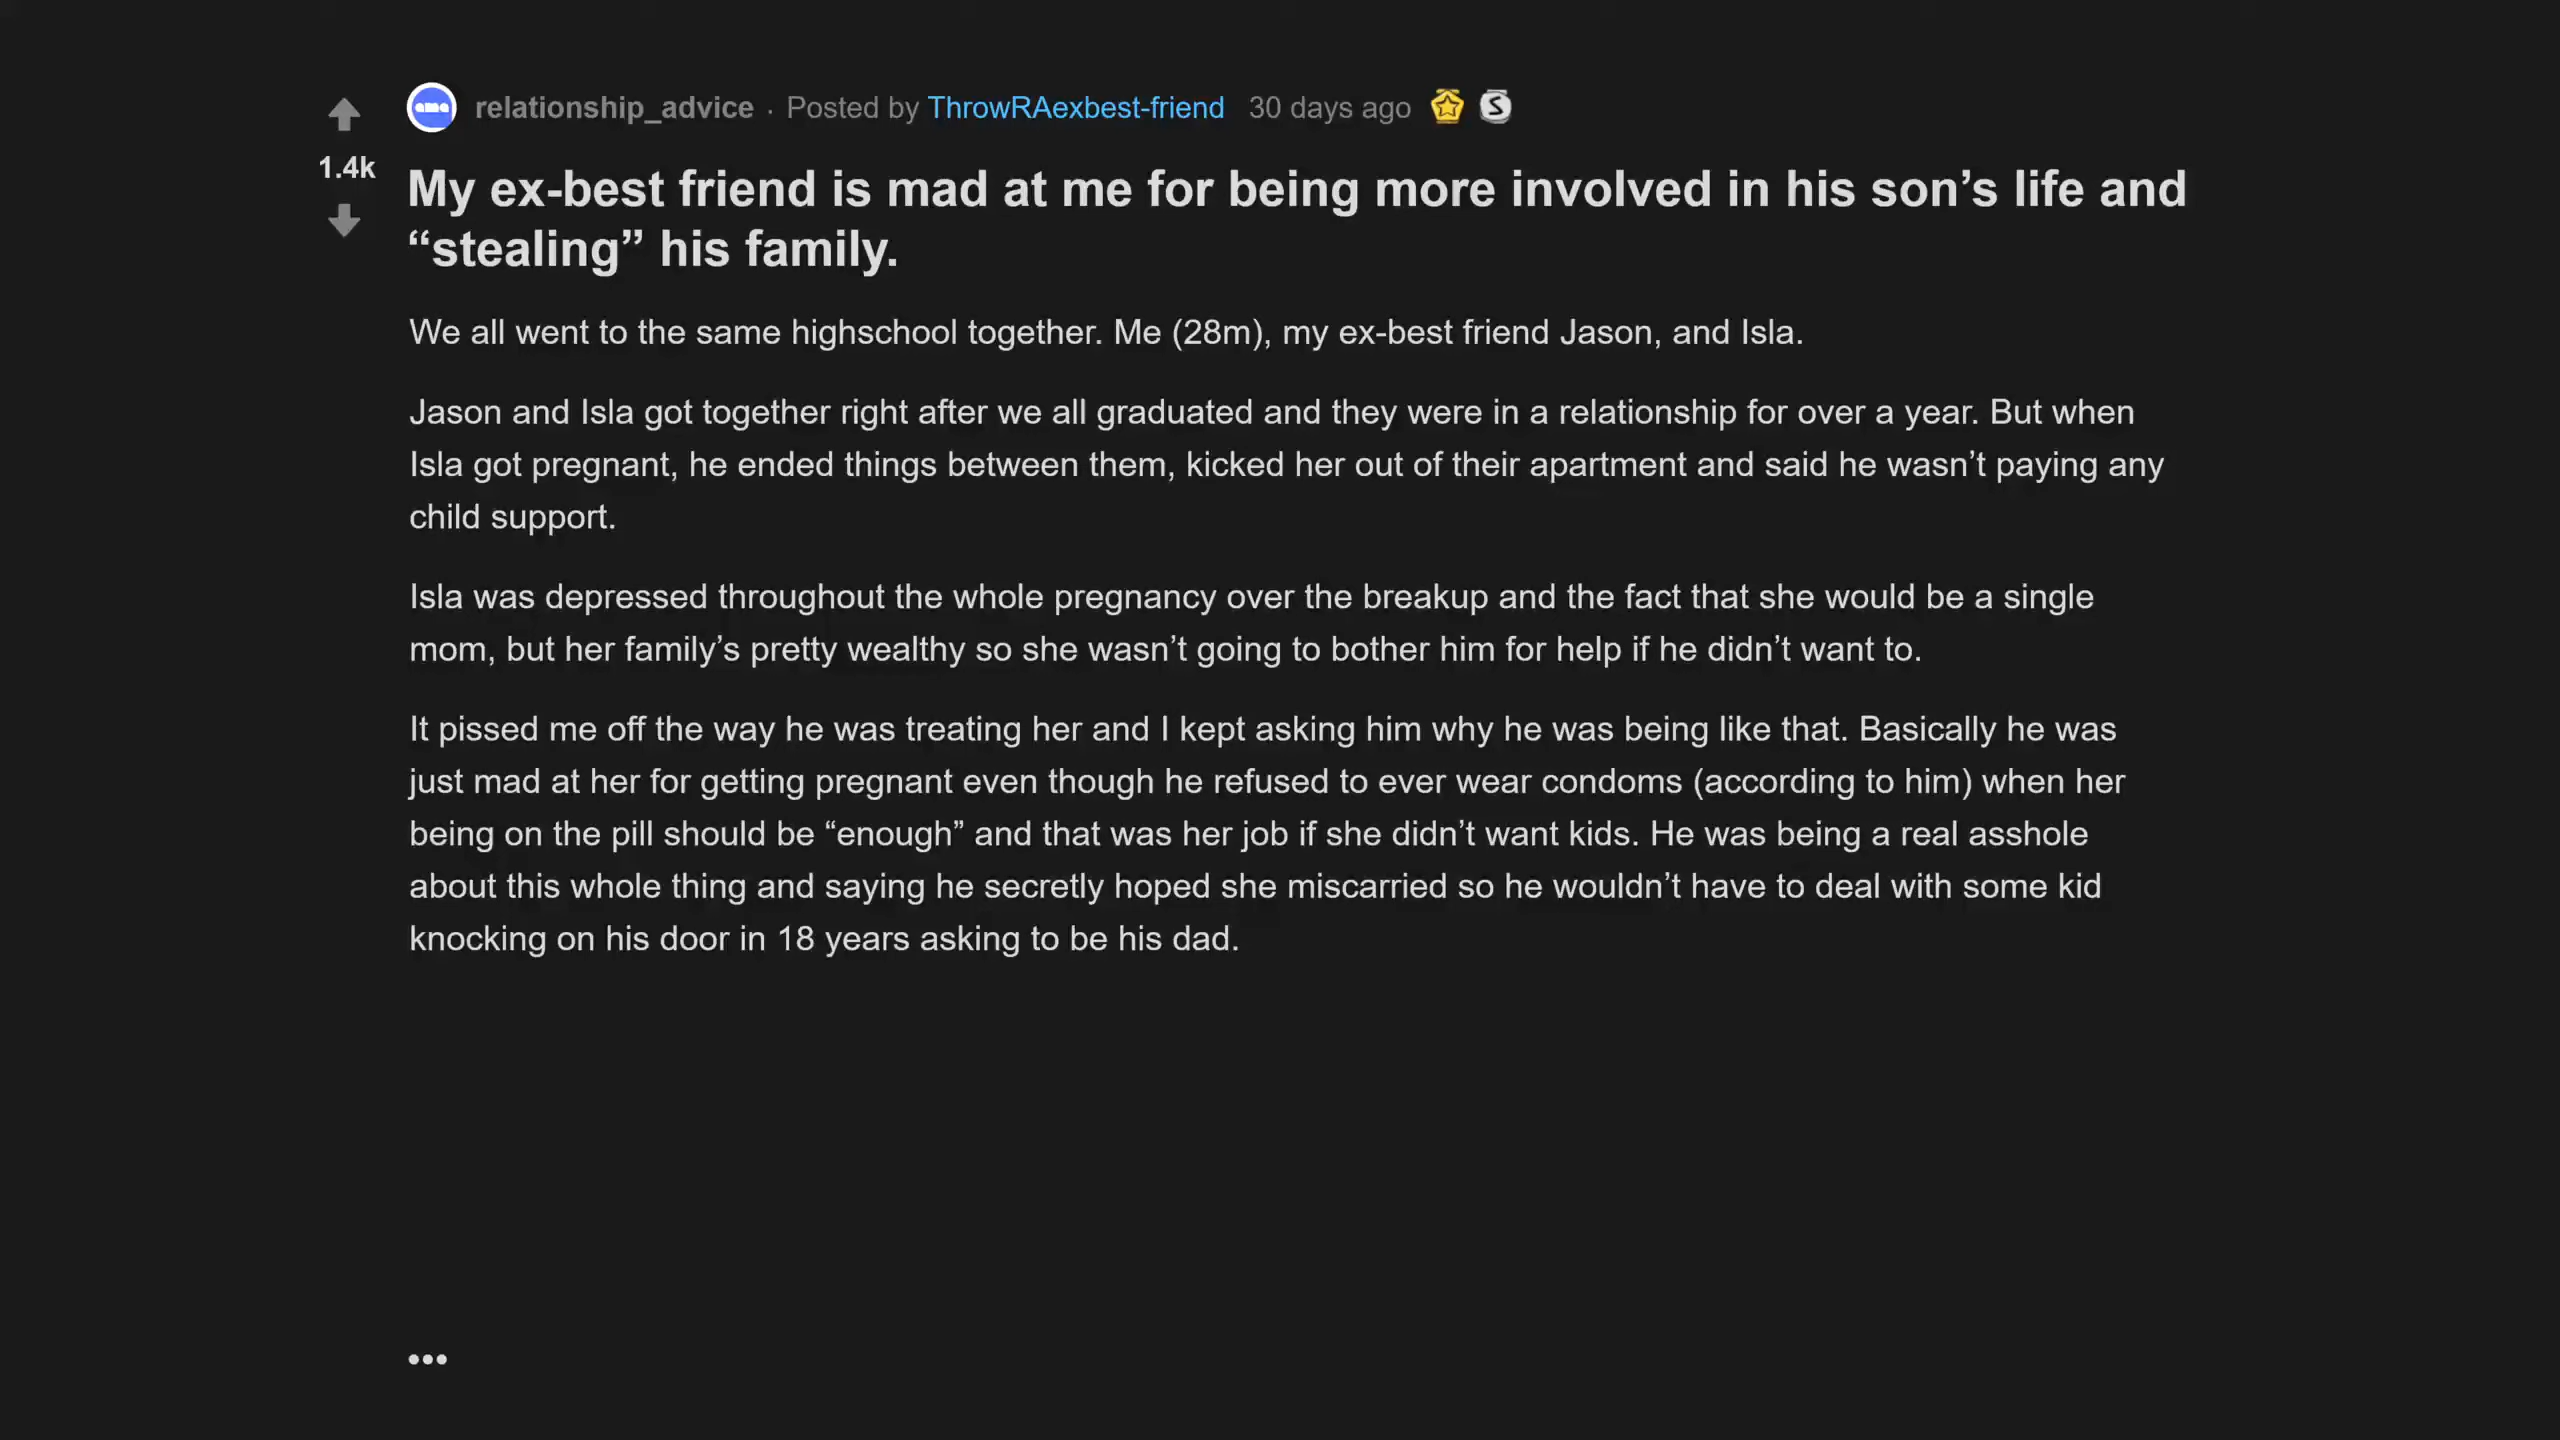 relationship_advice · Posted by ThrowRAexbest-friend 30 days ago
1.4k
My ex-best friend is mad at me for being more involved in his son’s life and
“stealing” his family.
We all went to the same highschool together. Me (28m), my ex-best friend Jason, and Isla.
Jason and Isla got together right after we all graduated and they were in a relationship for over a year. But when
Isla got pregnant, he ended things between them, kicked her out of their apartment and said he wasn’t paying any
child support.
Isla was depressed throughout the whole pregnancy over the breakup and the fact that she would be a single
mom, but her family’s pretty wealthy so she wasn’t going to bother him for help if he didn’t want to.
It pissed me off the way he was treating her and I kept asking him why he was being like that. Basically he was
just mad at her for getting pregnant even though he refused to ever wear condoms (according to him) when her
being on the pill should be “enough” and that was her job if she didn’t want kids. He was being a real asshole
about this whole thing and saying he secretly hoped she miscarried so he wouldn’t have to deal with some kid
knocking on his door in 18 years asking to be his dad.
•••